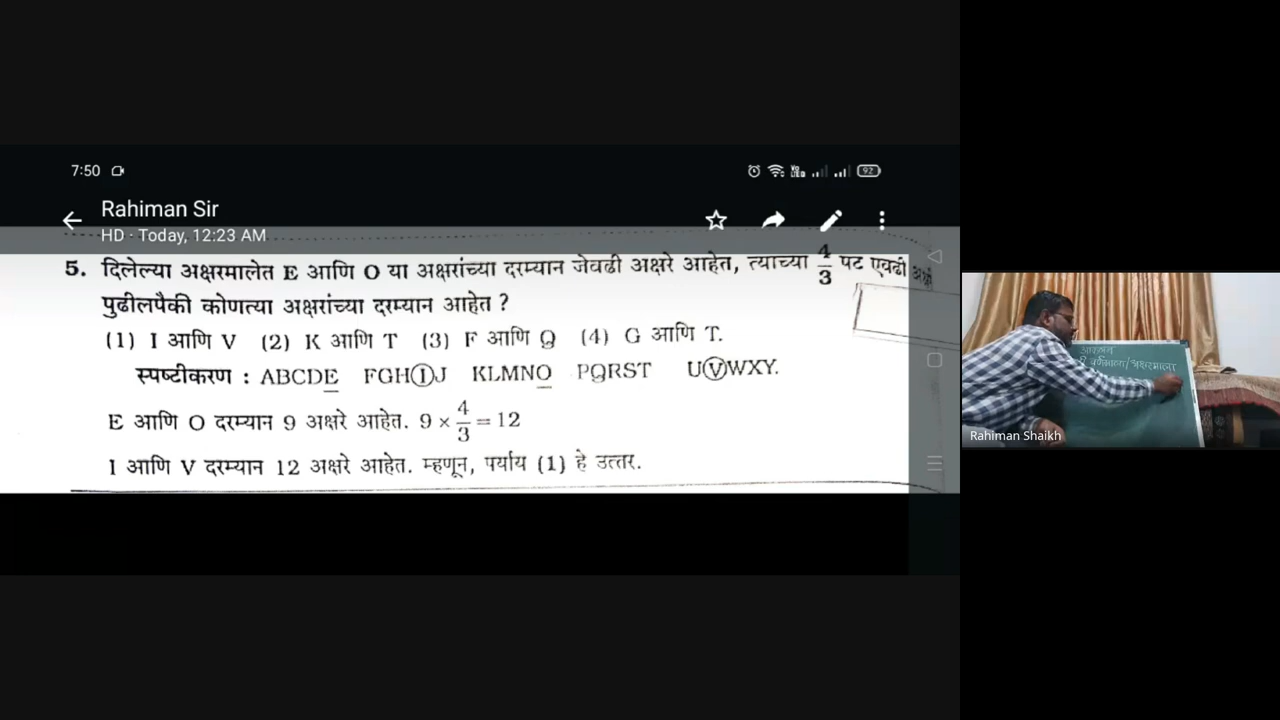 7:50
92
Rahiman Sir
HD · Today, 12:23 AM
5. दिलेल्या अक्षरमालेत E आणि O या अक्षरांच्या दरम्यान जेवढी अक्षरे आहेत, त्याच्या 4/3 पट एवढी
पुढीलपैकी कोणत्या अक्षरांच्या दरम्यान आहेत ?
(1) I आणि V (2) K आणि T (3) F आणि Q (4) G आणि T.
स्पष्टीकरण : ABCDE FGHIJ KLMNO PQRST UVWXY.
E आणि O दरम्यान 9 अक्षरे आहेत. 9 × 4/3 = 12
I आणि V दरम्यान 12 अक्षरे आहेत. म्हणून, पर्याय (1) हे उत्तर.
Rahiman Shaikh